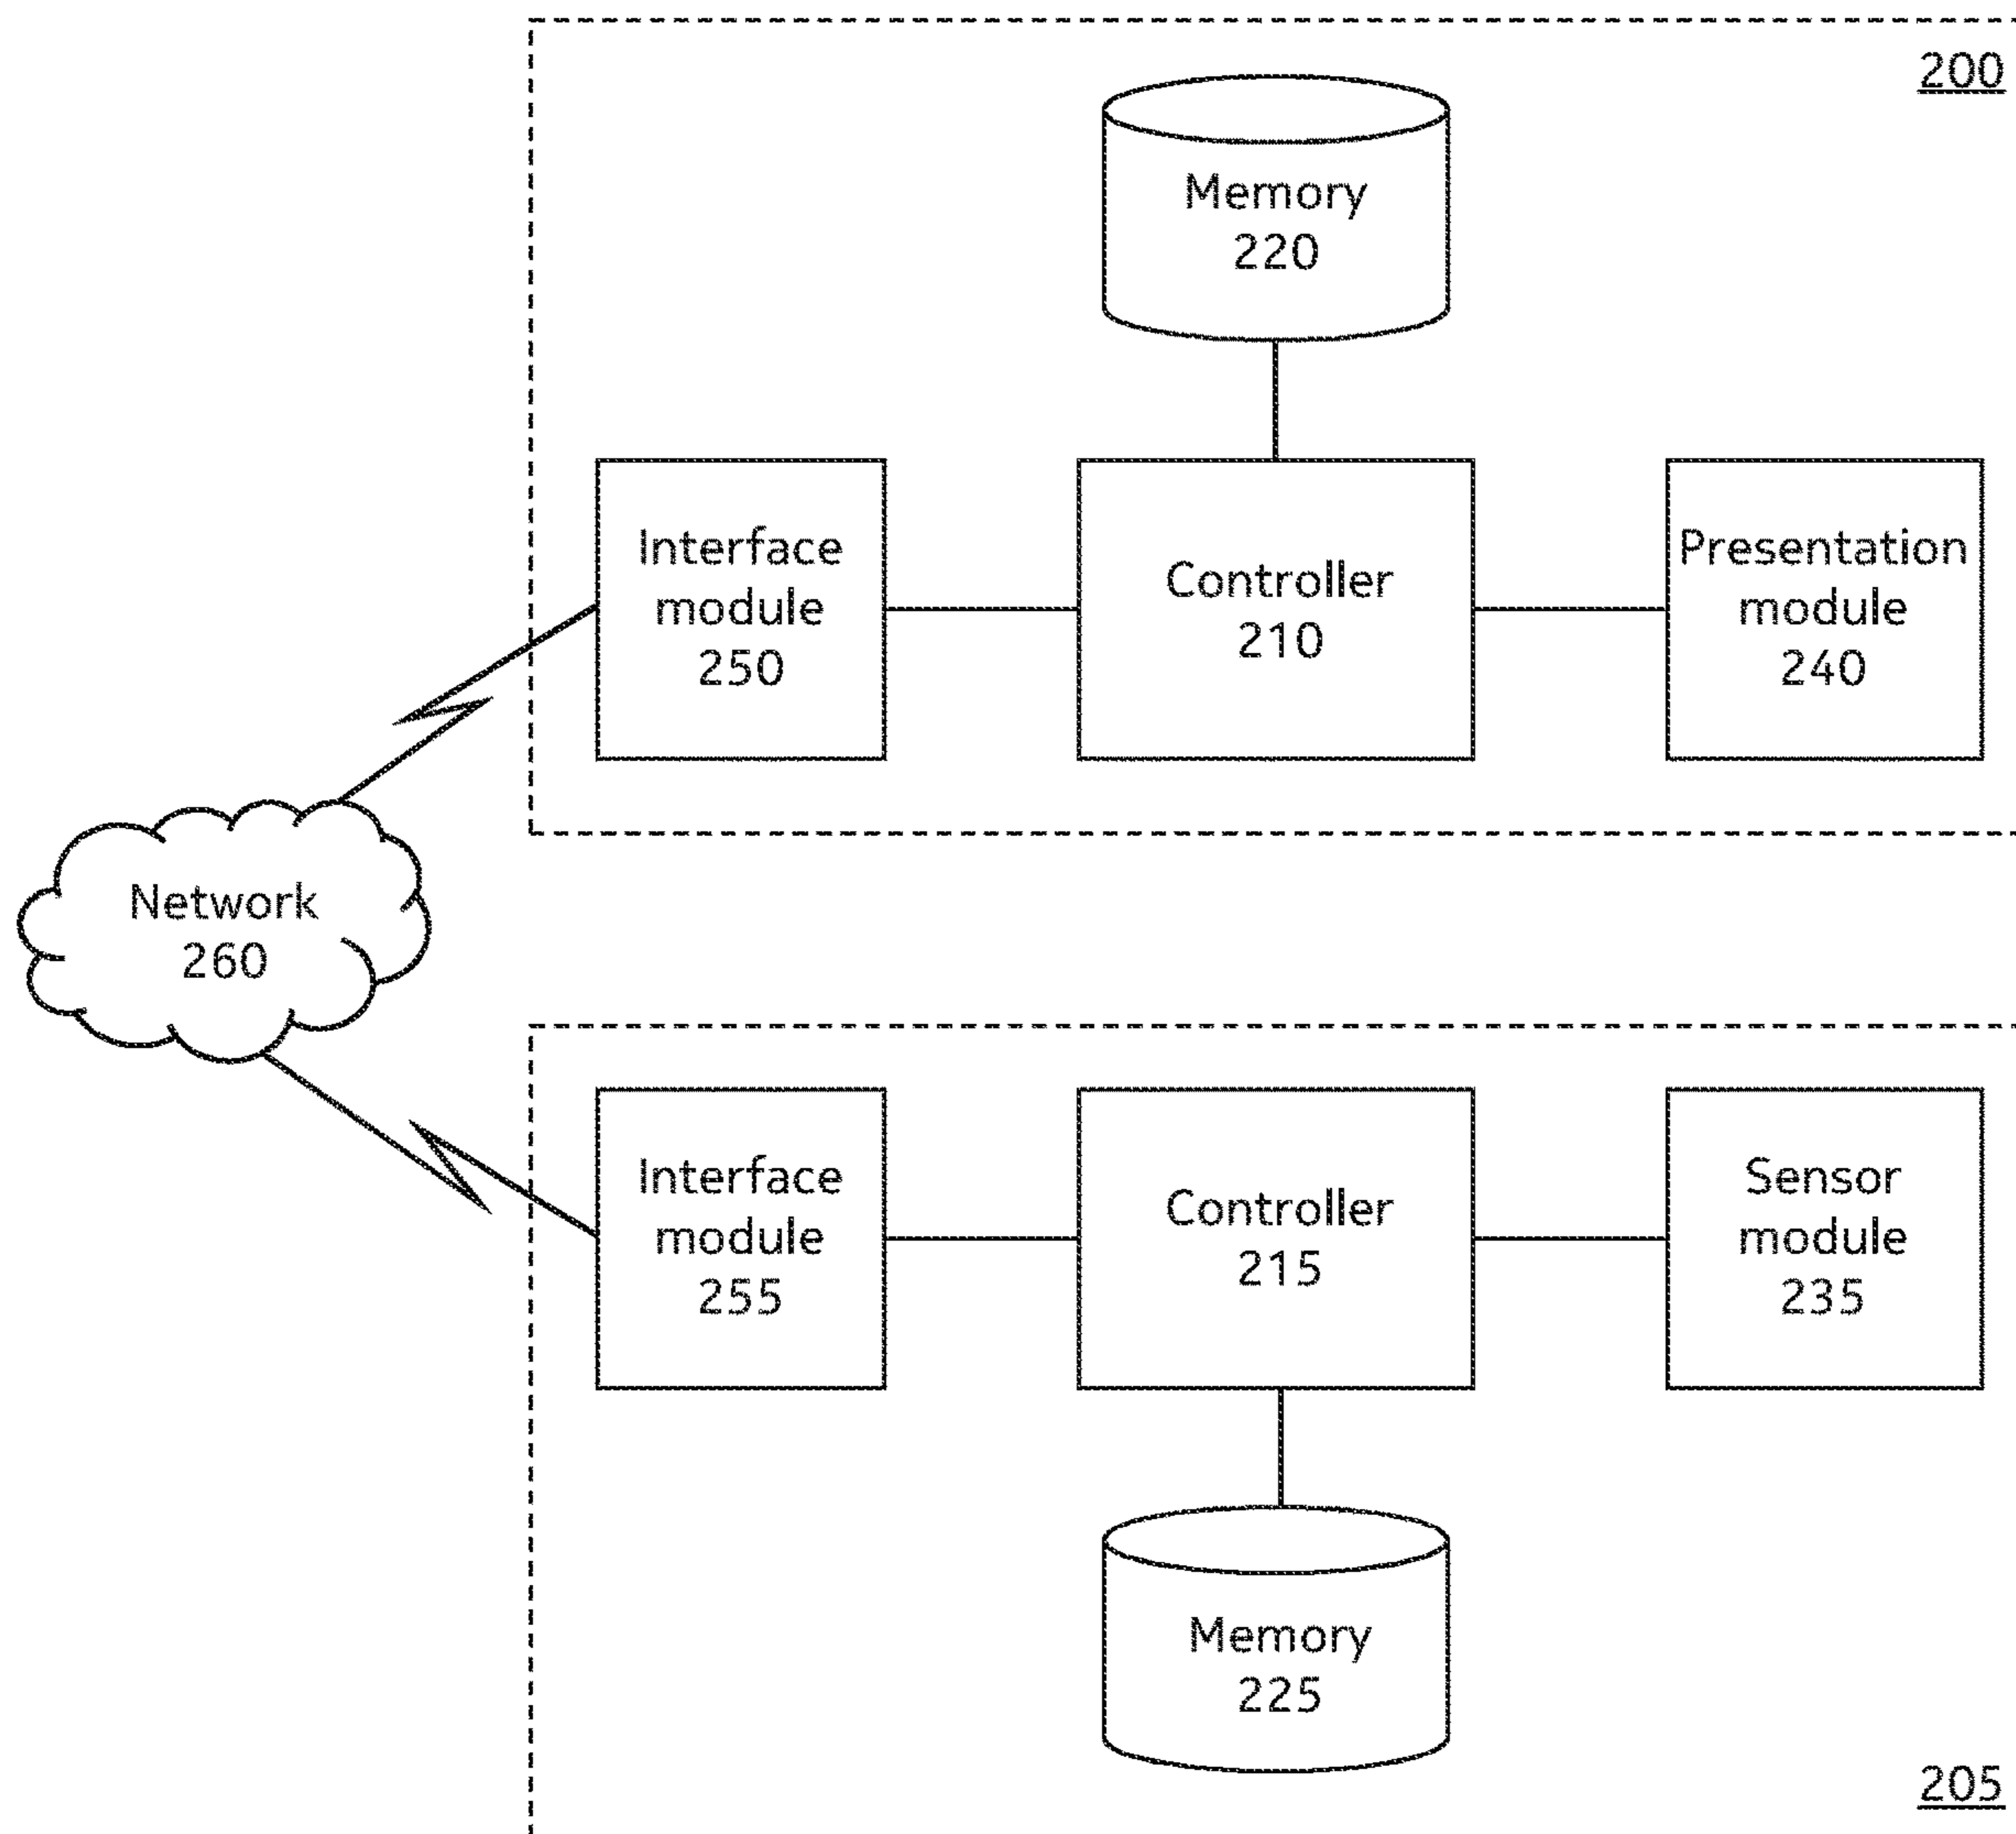 200
Memory
220
Interface
module
250
Controller
210
Presentation
module
240
Network
260
Interface
module
255
Controller
215
Sensor
module
235
Memory
225
205